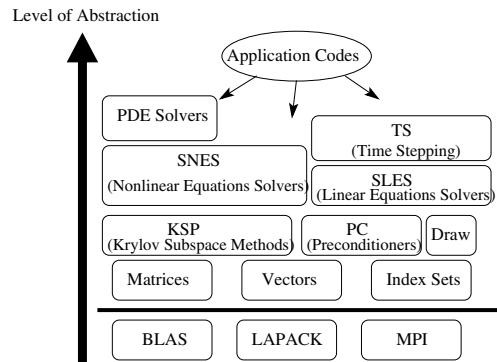 Level of Abstraction
Application Codes
PDE Solvers
TS
(Time Stepping)
SNES
(Nonlinear Equations Solvers)
SLES
(Linear Equations Solvers)
KSP
(Krylov Subspace Methods)
PC
(Preconditioners)
Draw
Matrices
Vectors
Index Sets
BLAS
LAPACK
MPI